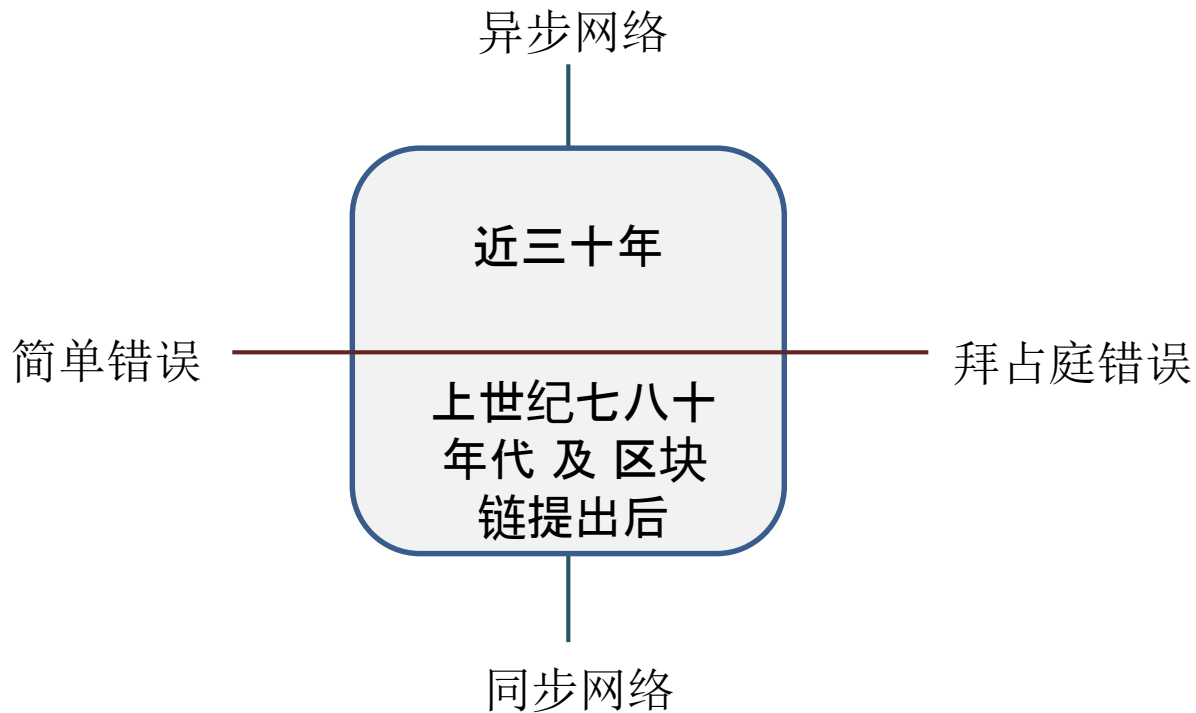 异步网络
近三十年
简单错误
拜占庭错误
上世纪七八十
年代 及 区块
链提出后
同步网络